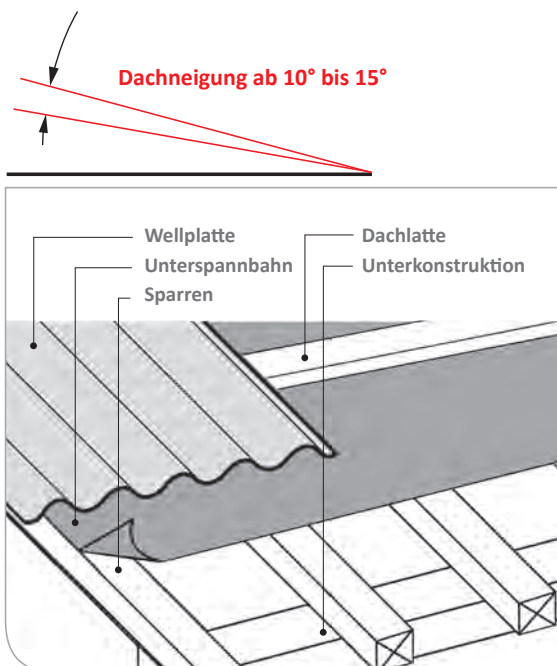 Dachneigung ab 10° bis 15°
Wellplatte
Unterspannbahn
Sparren
Dachlatte
Unterkonstruktion